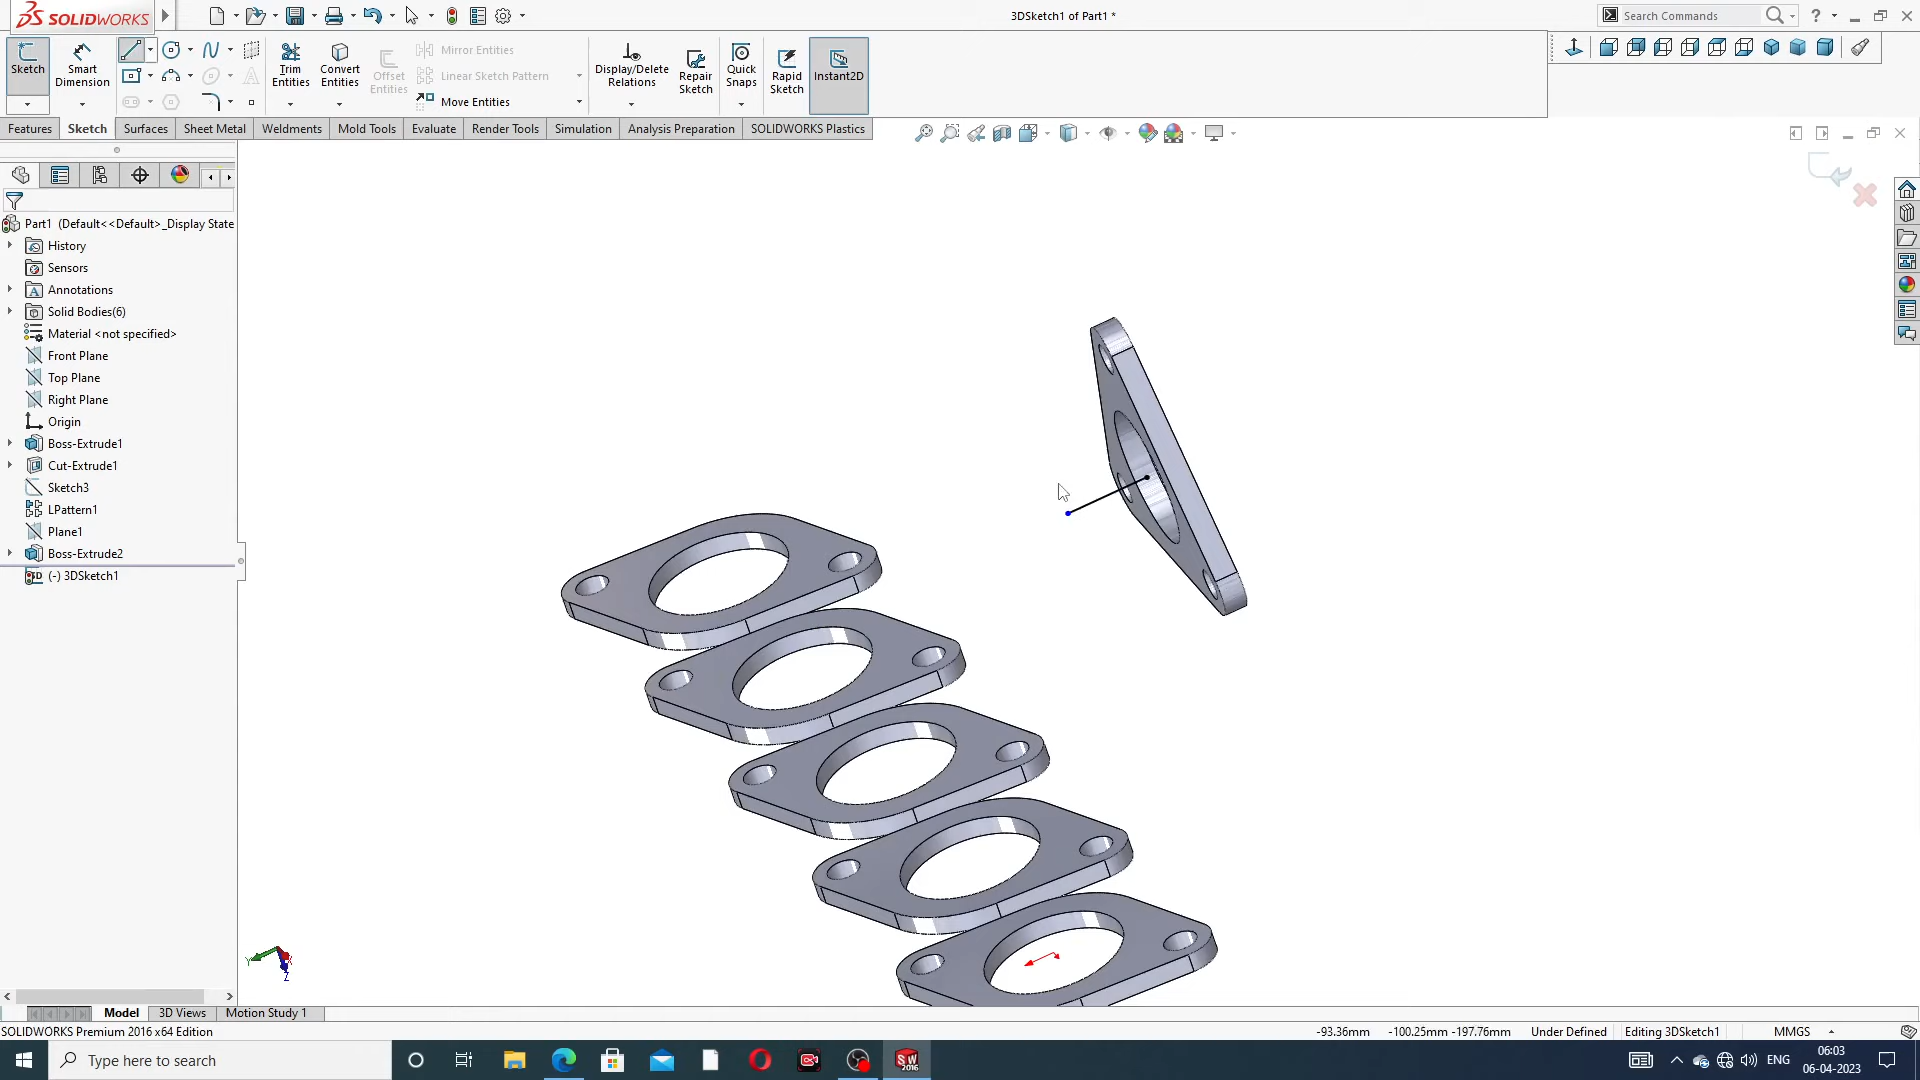 SOLIDWORKS
3DSketch1 of Part1 *
Search Commands
?
Sketch
Smart
Dimension
Trim
Entities
Convert
Entities
Offset
Entities
Mirror Entities
Linear Sketch Pattern
Move Entities
Display/Delete
Relations
Repair
Sketch
Quick
Snaps
Rapid
Sketch
Instant2D
Features
Sketch
Surfaces
Sheet Metal
Weldments
Mold Tools
Evaluate
Render Tools
Simulation
Analysis Preparation
SOLIDWORKS Plastics
Part1 (Default<<Default>_Display State
History
Sensors
Annotations
Solid Bodies(6)
Material <not specified>
Front Plane
Top Plane
Right Plane
Origin
Boss-Extrude1
Cut-Extrude1
Sketch3
LPattern1
Plane1
Boss-Extrude2
3D (-) 3DSketch1
Y
X
Z
Model
3D Views
Motion Study 1
SOLIDWORKS Premium 2016 x64 Edition
-93.36mm
-100.25mm
-197.76mm
Under Defined
Editing 3DSketch1
MMGS
Type here to search
SW
2016
ENG
06:03
06-04-2023